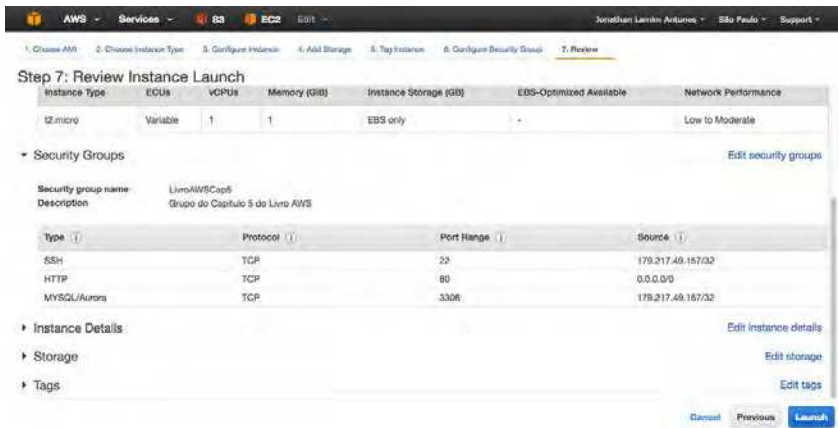 AWS Services S3 EC2 Edit Jonathan Lamim Antunes São Paulo Support
1. Choose AMI 2. Choose Instance Type 3. Configure Instance 4. Add Storage 5. Tag Instance 6. Configure Security Group 7. Review
Step 7: Review Instance Launch
Instance Type ECUs vCPUs Memory (GiB) Instance Storage (GB) EBS-Optimized Available Network Performance
t2.micro Variable 1 1 EBS only - Low to Moderate
Security Groups Edit security groups
Security group name LivroAWSCap5
Description Grupo do Capítulo 5 do Livro AWS
Type Protocol Port Range Source
SSH TCP 22 179.217.49.167/32
HTTP TCP 80 0.0.0.0/0
MYSQL/Aurora TCP 3306 179.217.49.167/32
Instance Details Edit instance details
Storage Edit storage
Tags Edit tags
Cancel Previous Launch